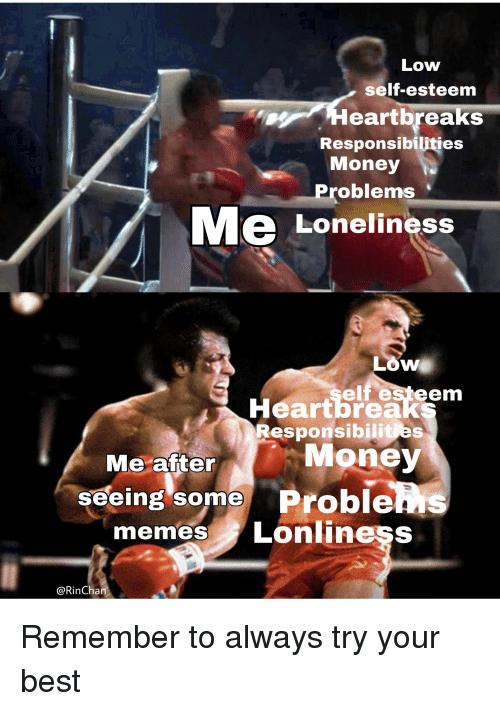 Low
self-esteem
Heartbreaks
Responsibilities
Money
Problems
Me Loneliness
Low
self esteem
Heartbreaks
Responsibilities
Me after Money
seeing some Problems
memes Lonliness
@RinChan
Remember to always try your
best